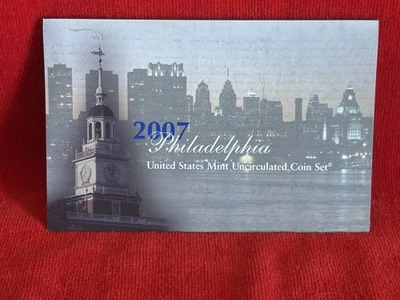 2007
Philadelphia
United States Mint Uncirculated Coin Set®